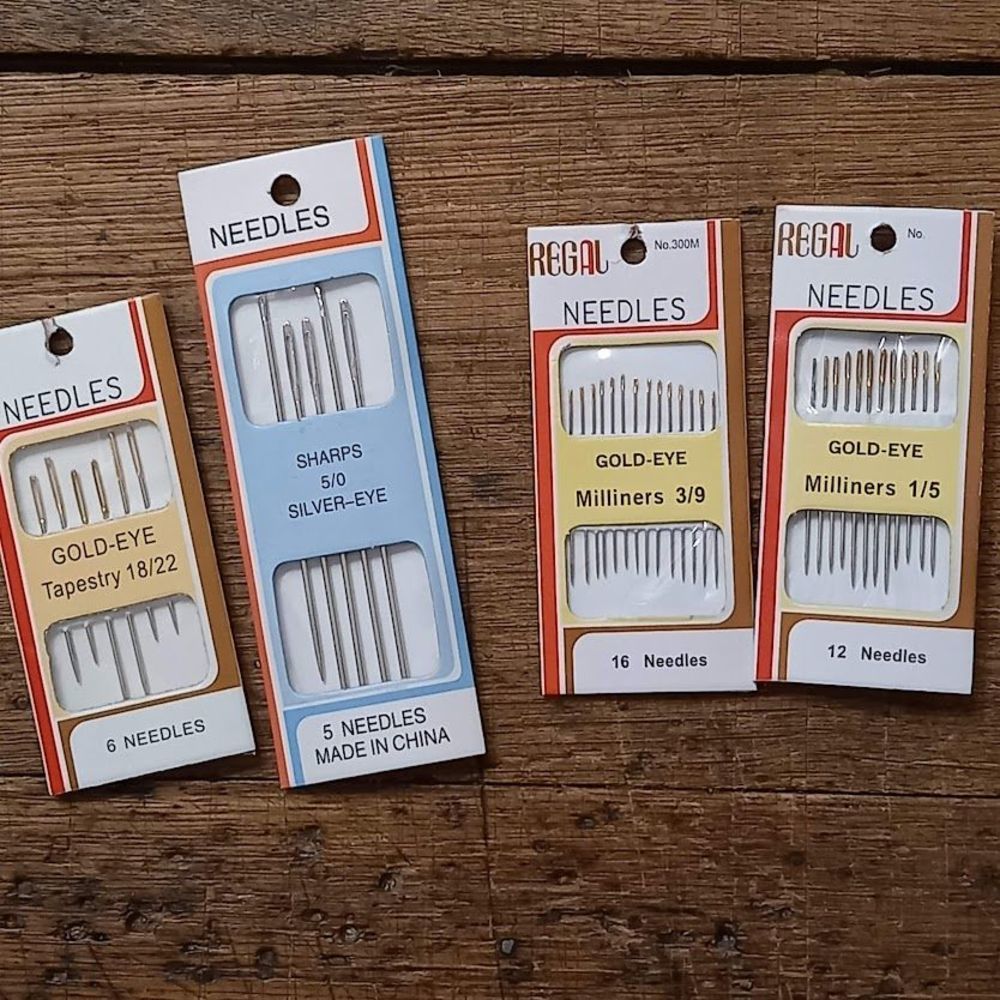 NEEDLES
GOLD-EYE
Tapestry 18/22
6 NEEDLES
NEEDLES
SHARPS
5/0
SILVER-EYE
5 NEEDLES
MADE IN CHINA
REGAL No.300M
NEEDLES
GOLD-EYE
Milliners 3/9
16 Needles
REGAL No.
NEEDLES
GOLD-EYE
Milliners 1/5
12 Needles